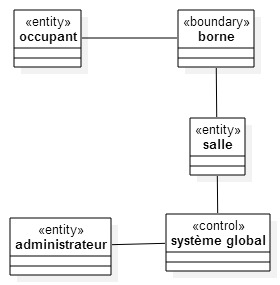 «entity»
occupant
«boundary»
borne
«entity»
salle
«entity»
administrateur
«control»
système global